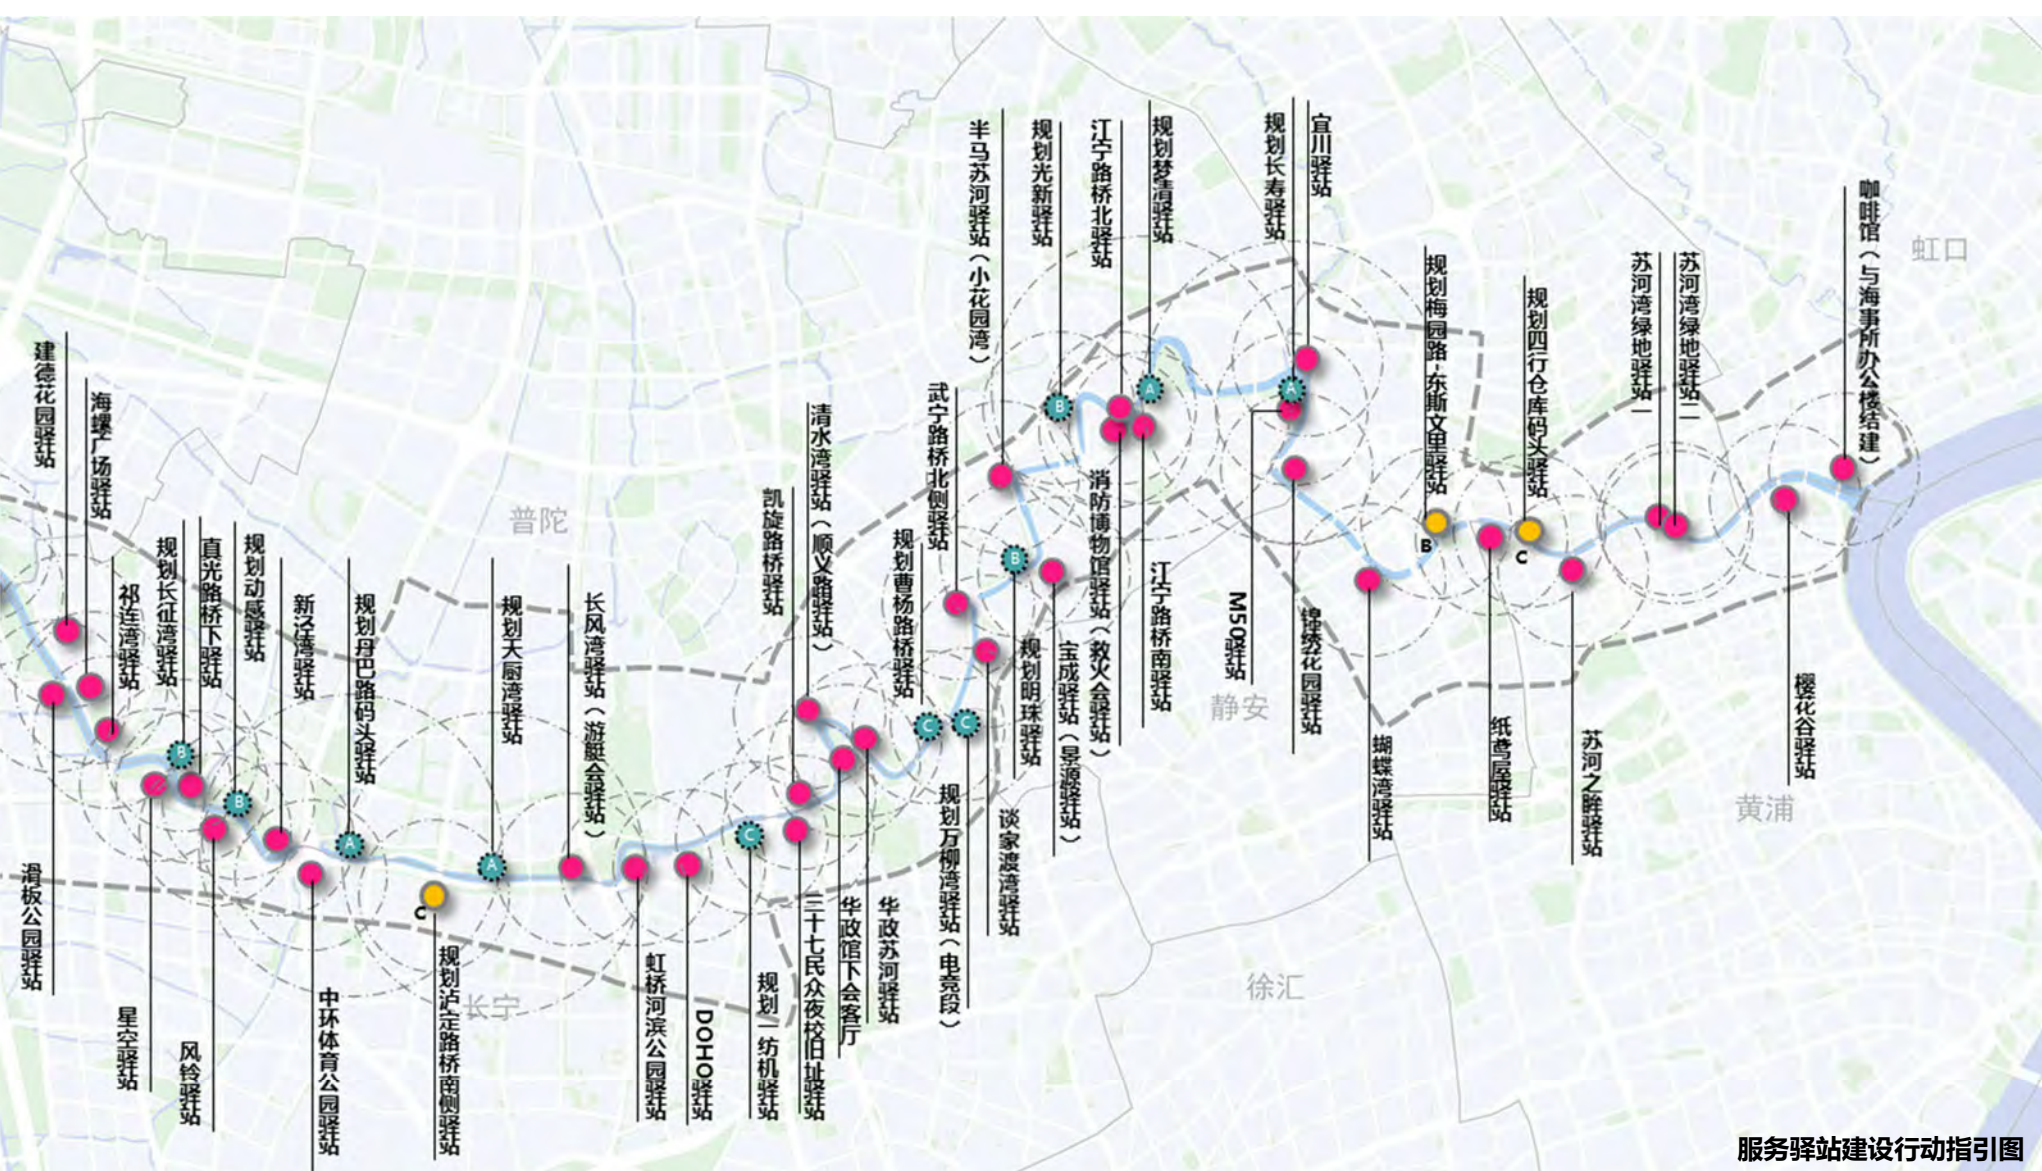 半马苏河驿站（小花园湾）
规划光新驿站
江宁路桥北驿站
规划梦清驿站
规划长寿驿站
宜川驿站
咖啡馆（与海事所办公楼结建）
虹口
规划梅园路-东斯文里驿站
规划四行仓库码头驿站
苏河湾绿地驿站一
苏河湾绿地驿站二
建德花园驿站
海螺广场驿站
祁连湾驿站
规划长征湾驿站
真光路桥下驿站
规划动感驿站
新泾湾驿站
规划丹巴路码头驿站
普陀
规划天厨湾驿站
长风湾驿站（游艇会驿站）
凯旋路桥驿站
清水湾驿站（顺义路驿站）
规划曹杨路桥驿站
武宁路桥北侧驿站
消防博物馆驿站（救火会驿站）
江宁路桥南驿站
规划明珠驿站
宝成驿站（景源驿站）
M50驿站
静安
锦绣花园驿站
蝴蝶湾驿站
纸鸢屋驿站
苏河之眸驿站
樱花谷驿站
黄浦
B
A
A
B
B
C
B
B
A
A
C
C
C
C
滑板公园驿站
星空驿站
风铃驿站
中环体育公园驿站
规划泸定路桥南侧驿站
长宁
虹桥河滨公园驿站
DOHO驿站
规划一纺机驿站
三十七民众夜校旧址驿站
华政馆下会客厅
华政苏河驿站
规划万柳湾驿站（电竞段）
谈家渡湾驿站
徐汇
服务驿站建设行动指引图